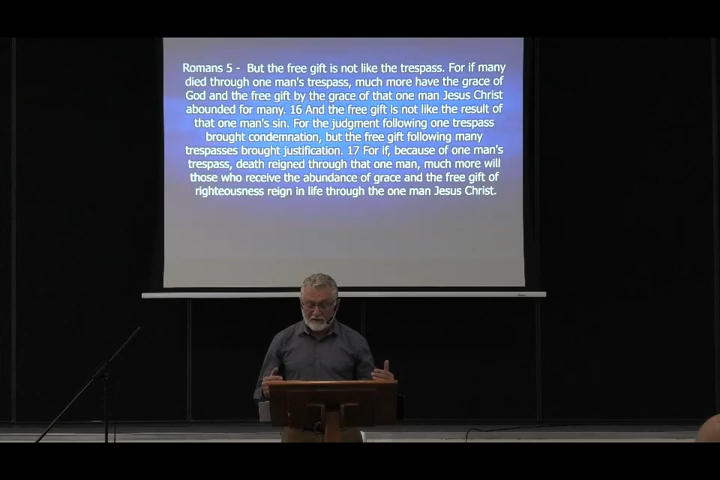 Romans 5 - But the free gift is not like the trespass. For if many
died through one man's trespass, much more have the grace of
God and the free gift by the grace of that one man Jesus Christ
abounded for many. 16 And the free gift is not like the result of
that one man's sin. For the judgment following one trespass
brought condemnation, but the free gift following many
trespasses brought justification. 17 For if, because of one man's
trespass, death reigned through that one man, much more will
those who receive the abundance of grace and the free gift of
righteousness reign in life through the one man Jesus Christ.